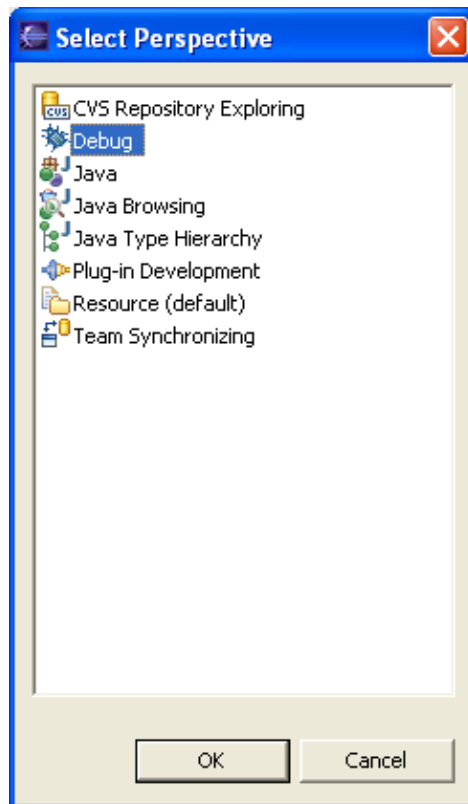 Select Perspective
CVS CVS Repository Exploring
Debug
Java
Java Browsing
Java Type Hierarchy
Plug-in Development
Resource (default)
Team Synchronizing
OK Cancel